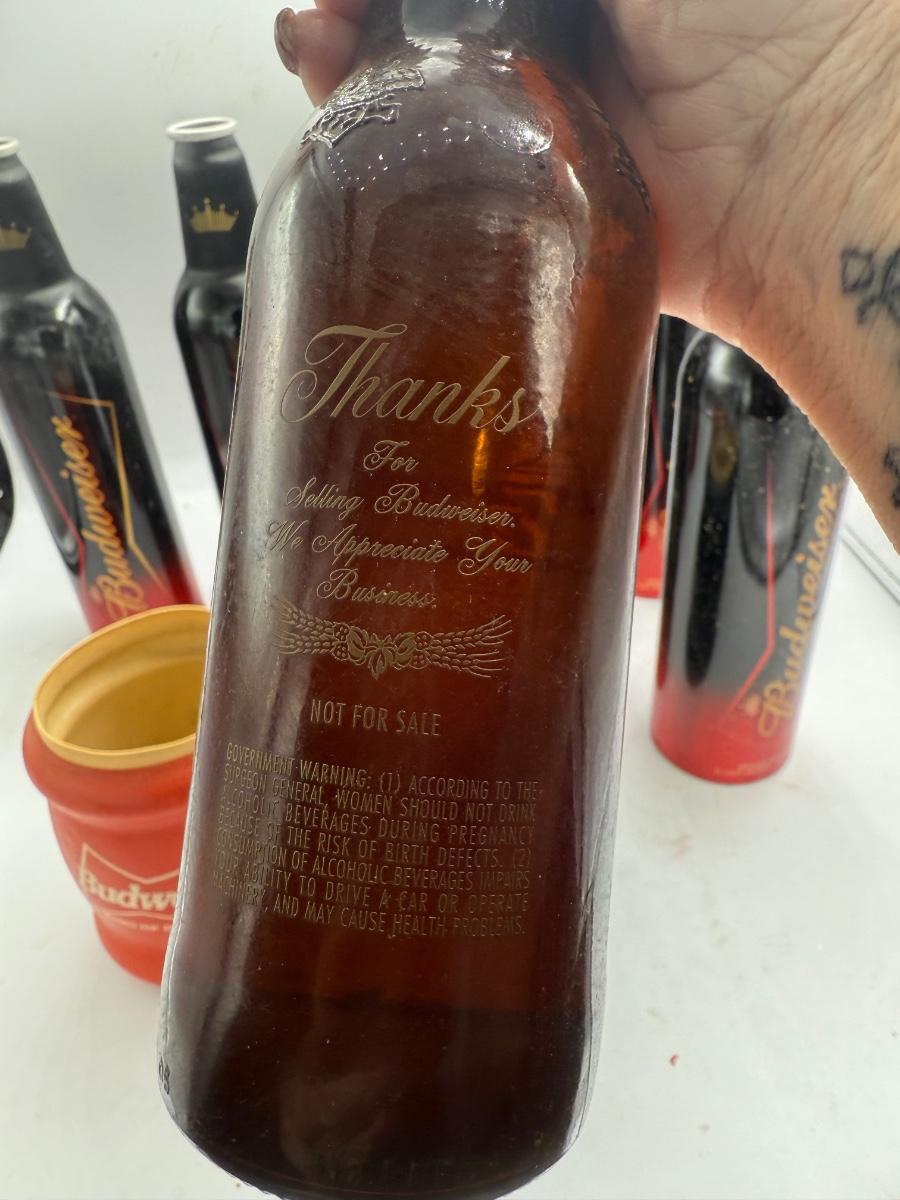 Thanks
For
Selling Budweiser.
We Appreciate Your
Business.
NOT FOR SALE
GOVERNMENT WARNING: (1) ACCORDING TO THE
SURGEON GENERAL, WOMEN SHOULD NOT DRINK
ALCOHOLIC BEVERAGES DURING PREGNANCY
BECAUSE OF THE RISK OF BIRTH DEFECTS. (2)
CONSUMPTION OF ALCOHOLIC BEVERAGES IMPAIRS
YOUR ABILITY TO DRIVE A CAR OR OPERATE
MACHINERY, AND MAY CAUSE HEALTH PROBLEMS.
Budweiser
Budweiser
Budw